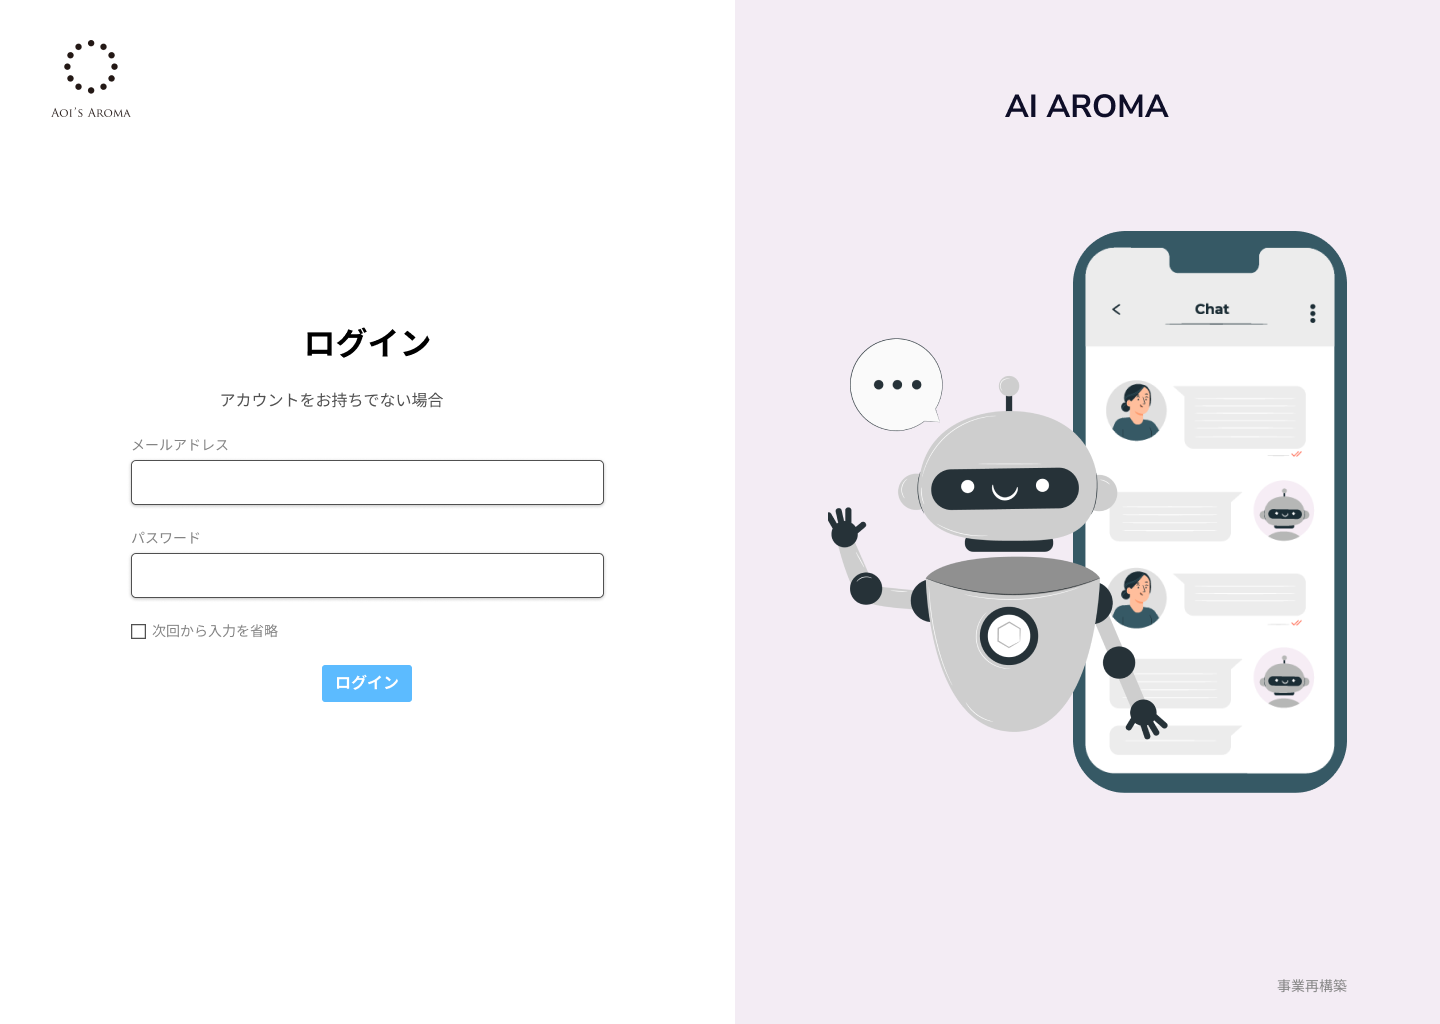 AOI'S AROMA
ログイン
アカウントをお持ちでない場合
メールアドレス
パスワード
次回から入力を省略
ログイン
AI AROMA
Chat
事業再構築